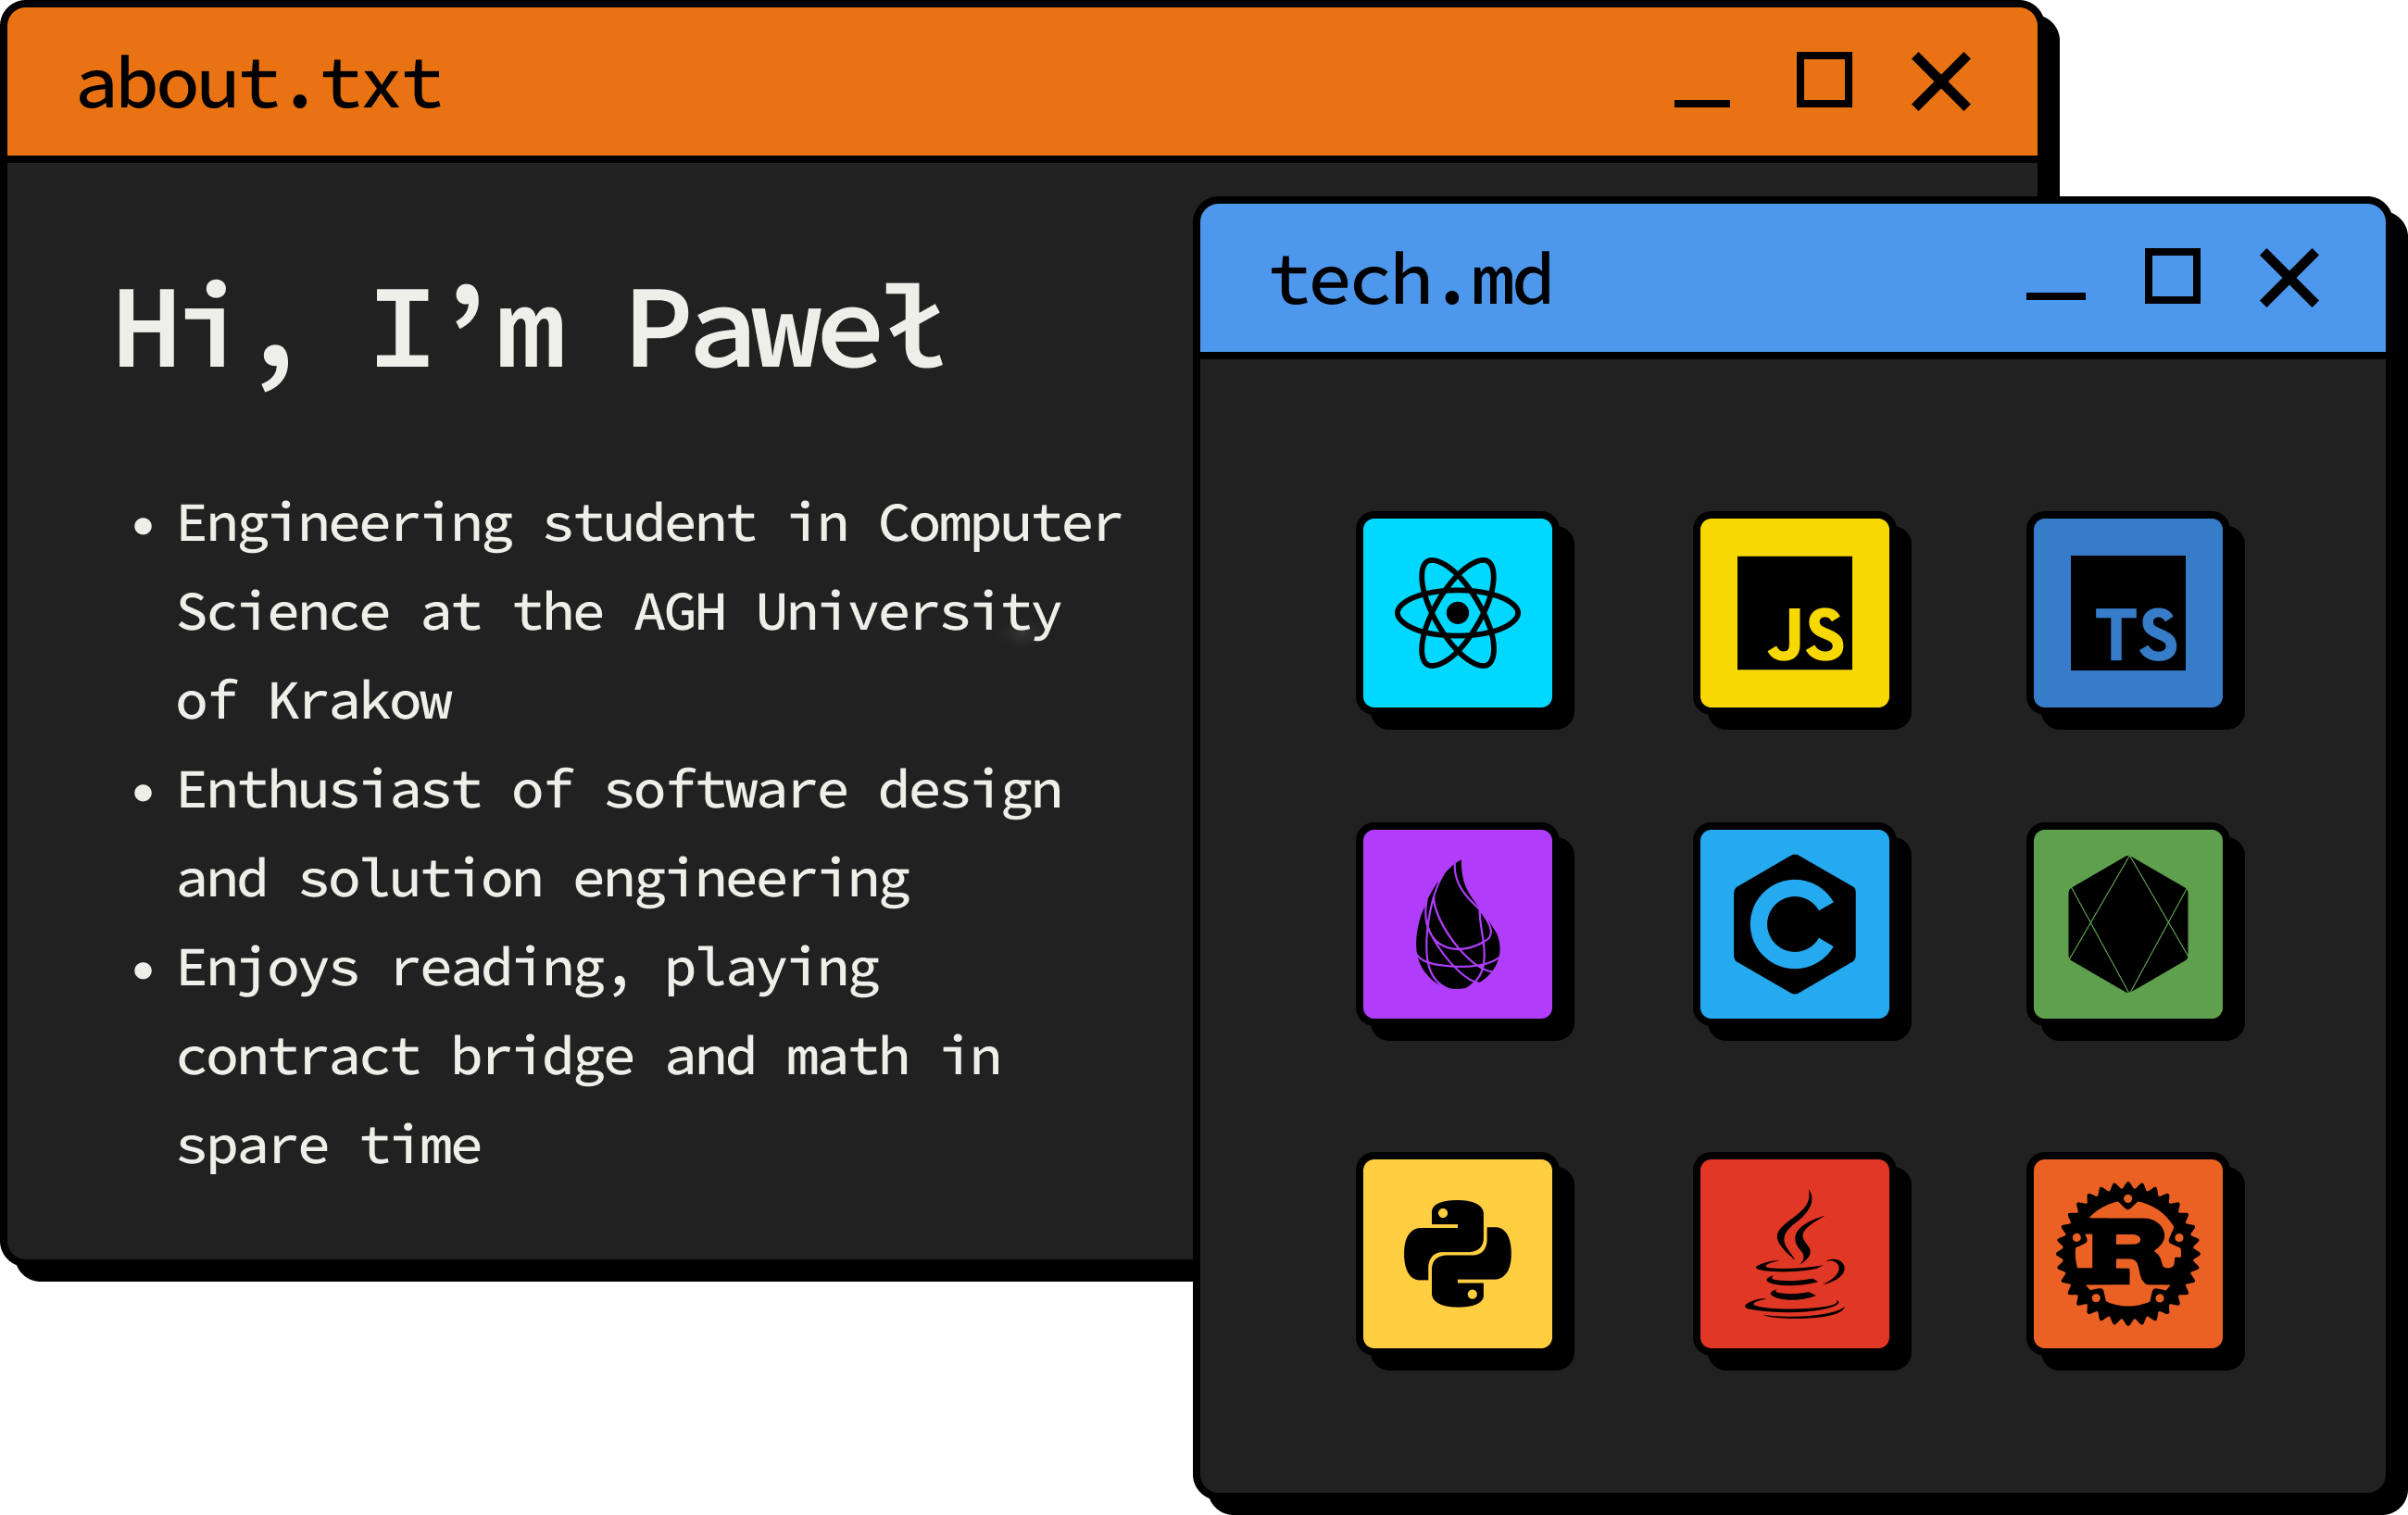 about.txt
Hi, I’m Paweł
• Engineering student in Computer
Science at the AGH University
of Krakow
• Enthusiast of software design
and solution engineering
• Enjoys reading, playing
contract bridge and math in
spare time
tech.md
JS
TS
C
R